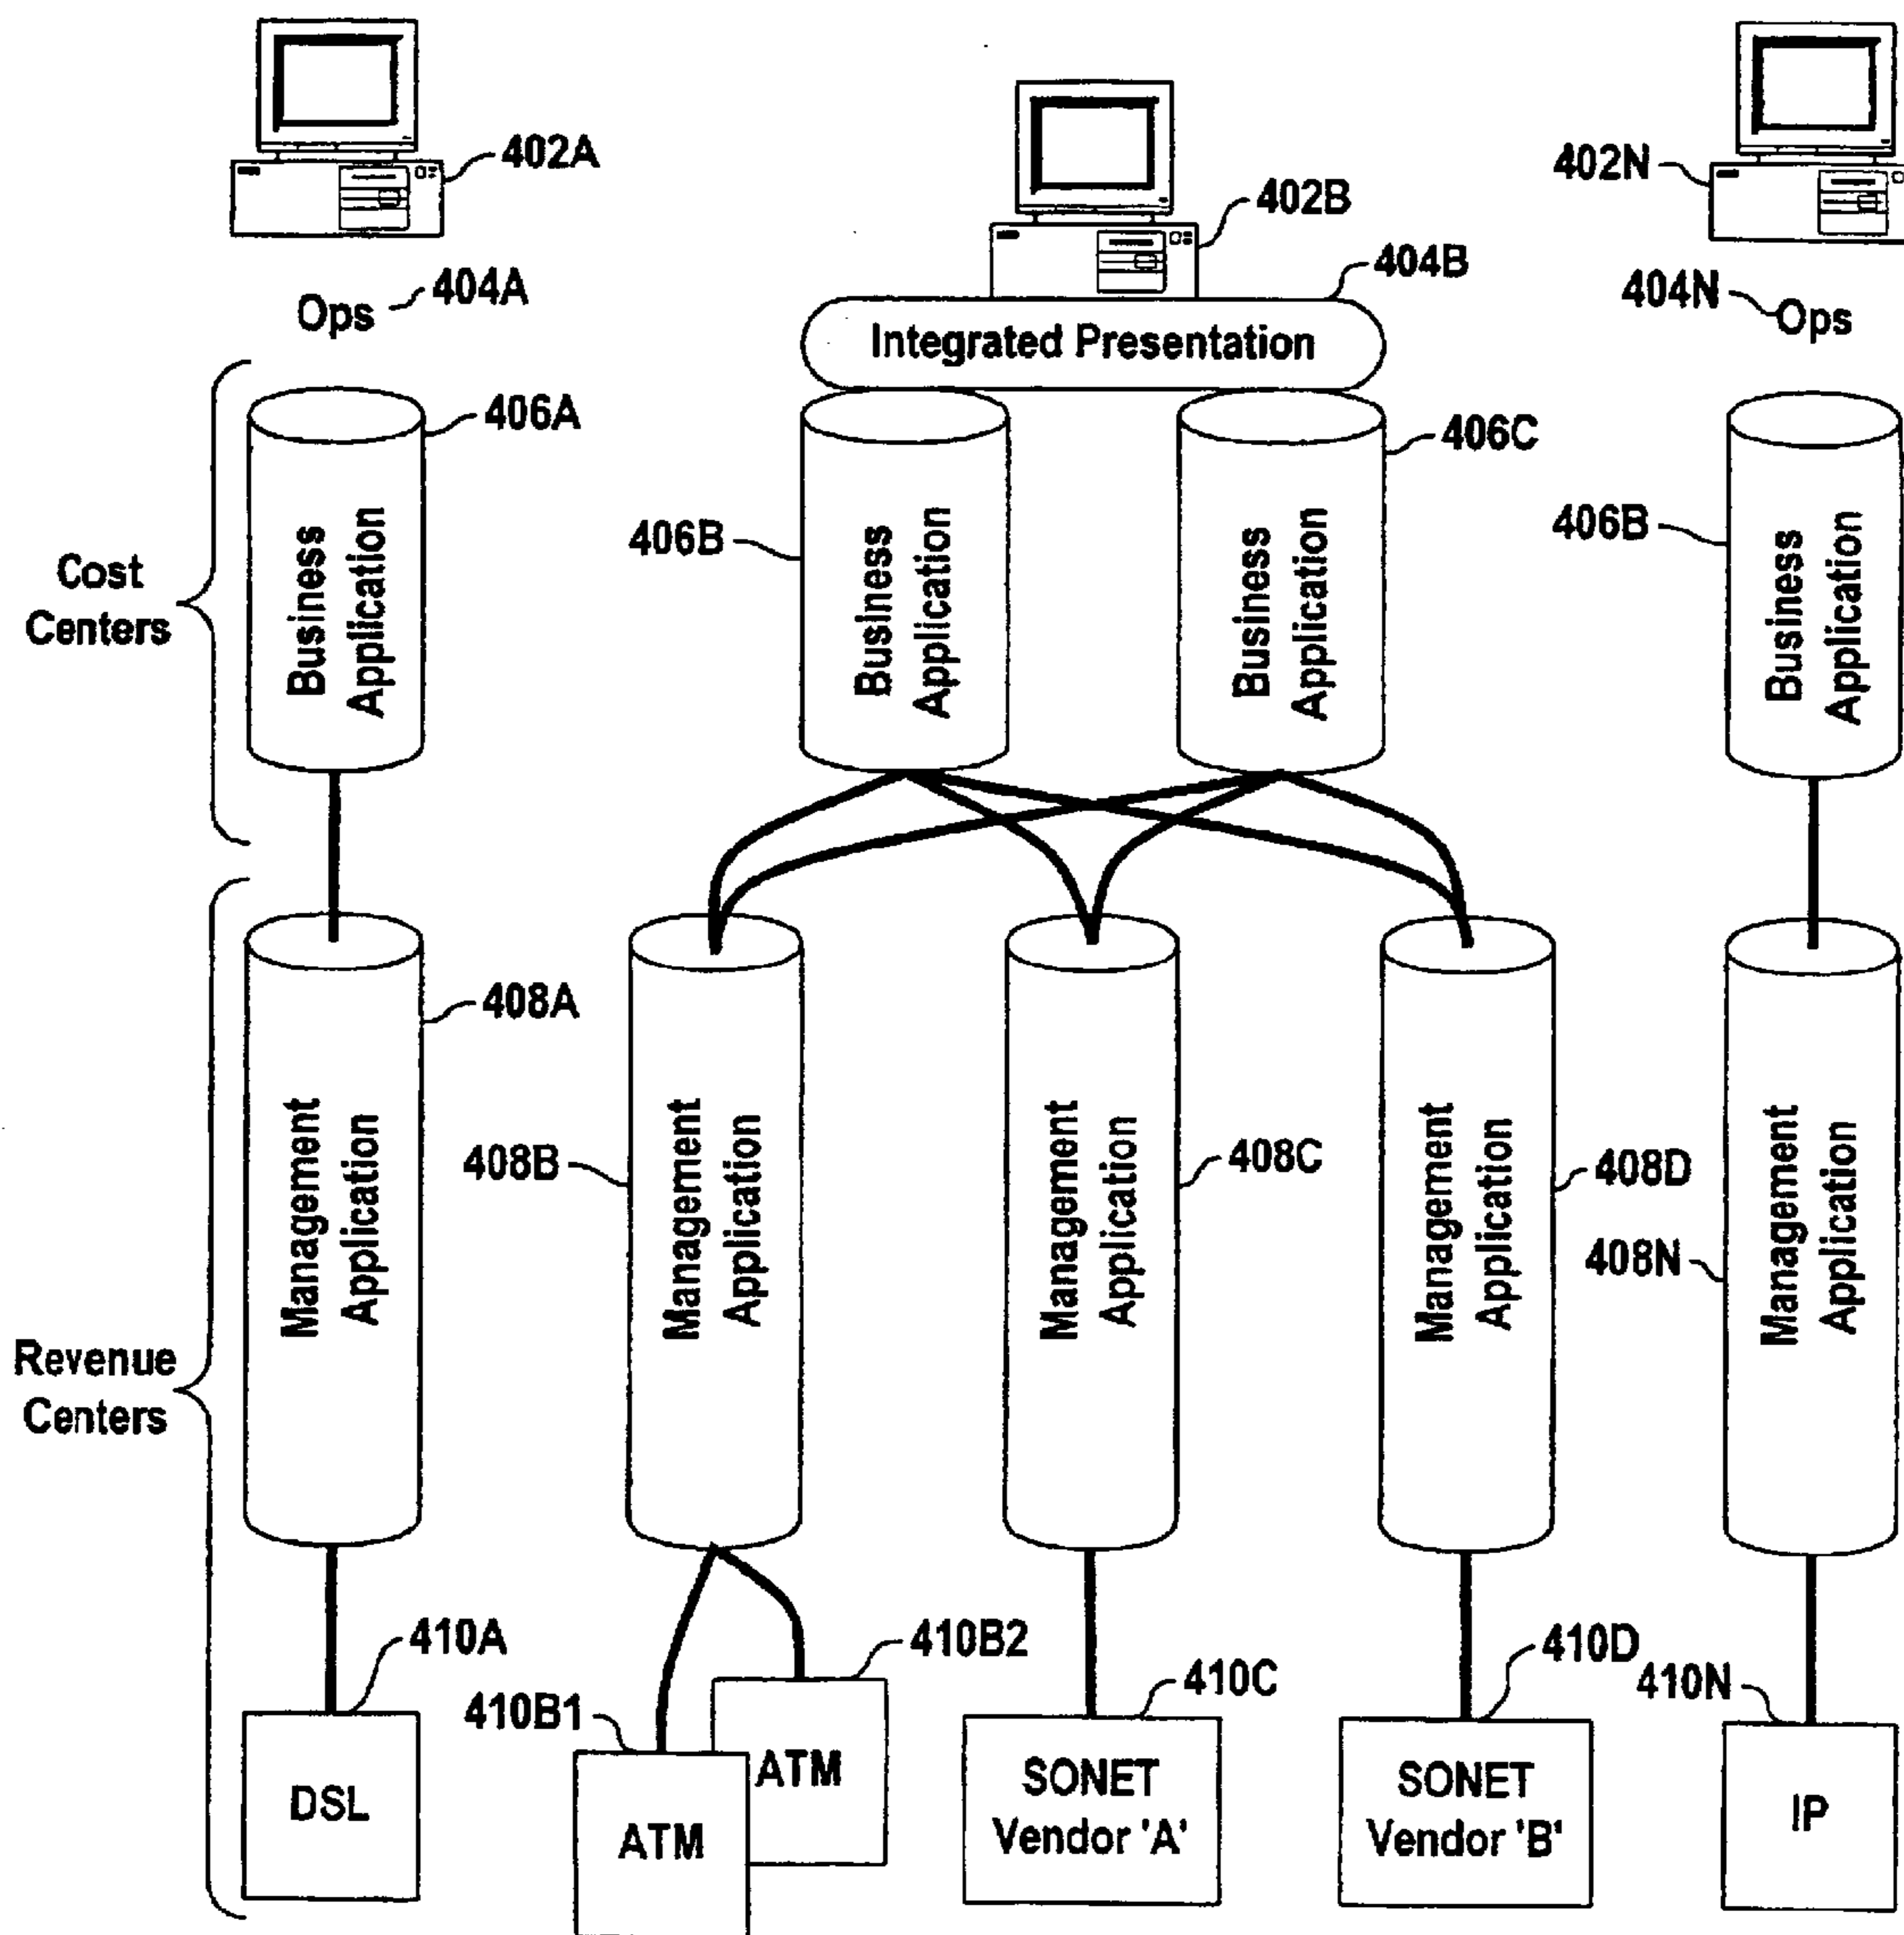 402A
402B
402N
404A
Ops
404B
Integrated Presentation
404N
Ops
Cost
Centers
406A
Business
Application
406B
Business
Application
406C
Business
Application
406B
Business
Application
Revenue
Centers
408A
Management
Application
408B
Management
Application
408C
Management
Application
408D
Management
Application
408N
Management
Application
410A
DSL
410B1
ATM
410B2
ATM
410C
SONET
Vendor 'A'
410D
SONET
Vendor 'B'
410N
IP